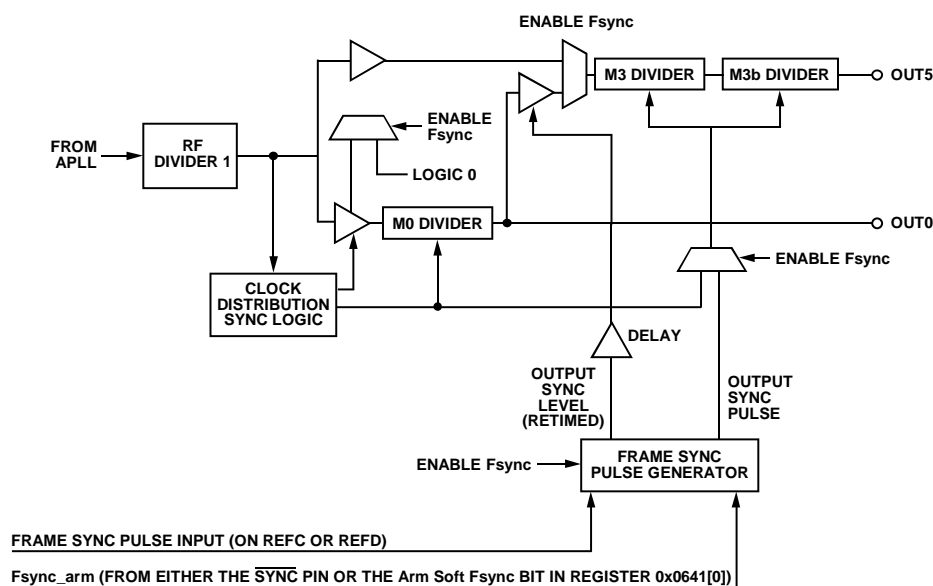 ENABLE Fsync
M3 DIVIDER
M3b DIVIDER
OUT5
ENABLE
Fsync
FROM
APLL
RF
DIVIDER 1
LOGIC 0
M0 DIVIDER
OUT0
ENABLE Fsync
CLOCK
DISTRIBUTION
SYNC LOGIC
DELAY
OUTPUT
SYNC
LEVEL
(RETIMED)
OUTPUT
SYNC
PULSE
ENABLE Fsync
FRAME SYNC
PULSE GENERATOR
FRAME SYNC PULSE INPUT (ON REFC OR REFD)
Fsync_arm (FROM EITHER THE SYNC PIN OR THE Arm Soft Fsync BIT IN REGISTER 0x0641[0])